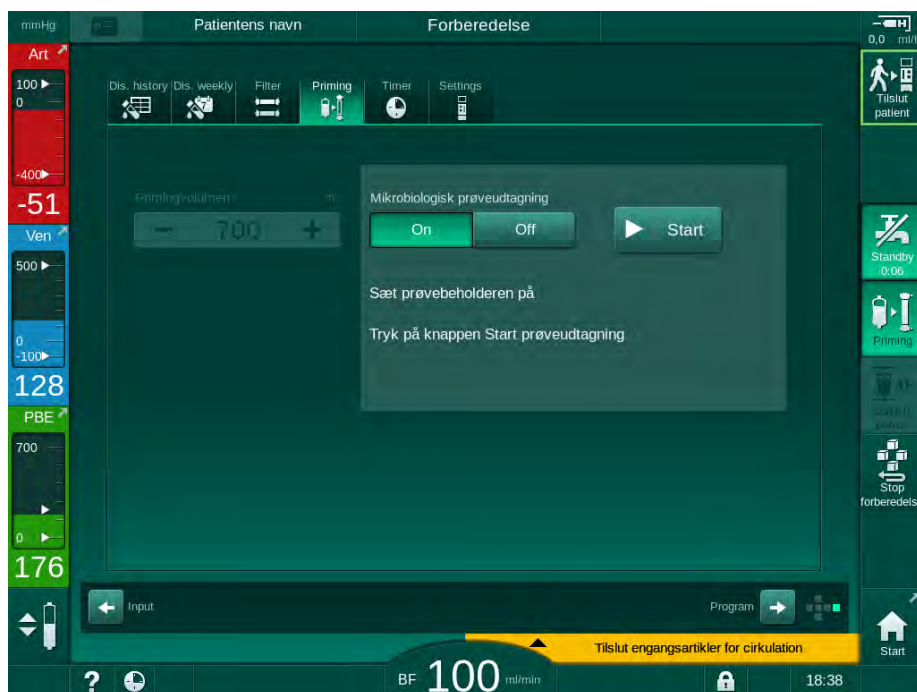 mmHg
Patientens navn
Forberedelse
0,0 ml/
Art
100
0
-400
-51
Ven
500
0
-100
128
PBE
700
0
176
Dis. history
Dis. weekly
Filter
Priming
Timer
Settings
Primingvolumen
700
Mikrobiologisk prøveudtagning
On
Off
Start
Sæt prøvebeholderen på
Tryk på knappen Start prøveudtagning
Tilslut
patient
Standby
0:06
Priming
Stop
forberedels
Input
Program
Tilslut engangsartikler for cirkulation
Start
?
BF 100 ml/min
18:38